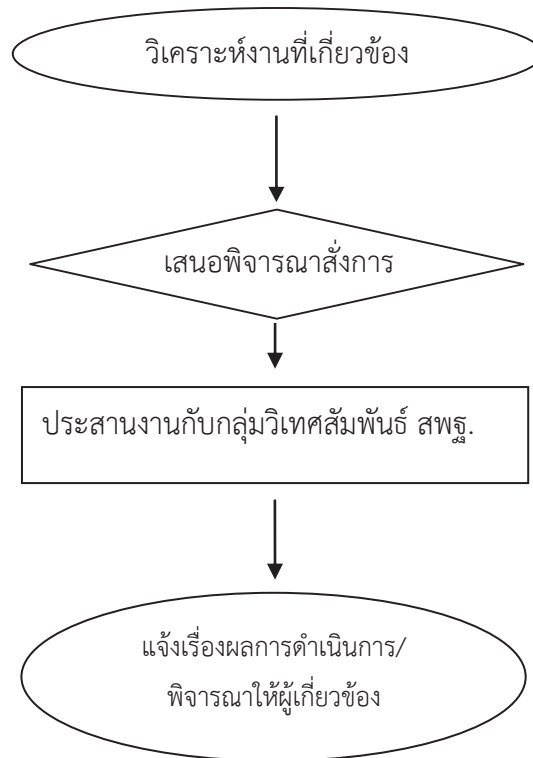 วิเคราะห์งานที่เกี่ยวข้อง
เสนอพิจารณาสั่งการ
ประสานงานกับกลุ่มวิเทศสัมพันธ์ สพฐ.
แจ้งเรื่องผลการดำเนินการ/
พิจารณาให้ผู้เกี่ยวข้อง